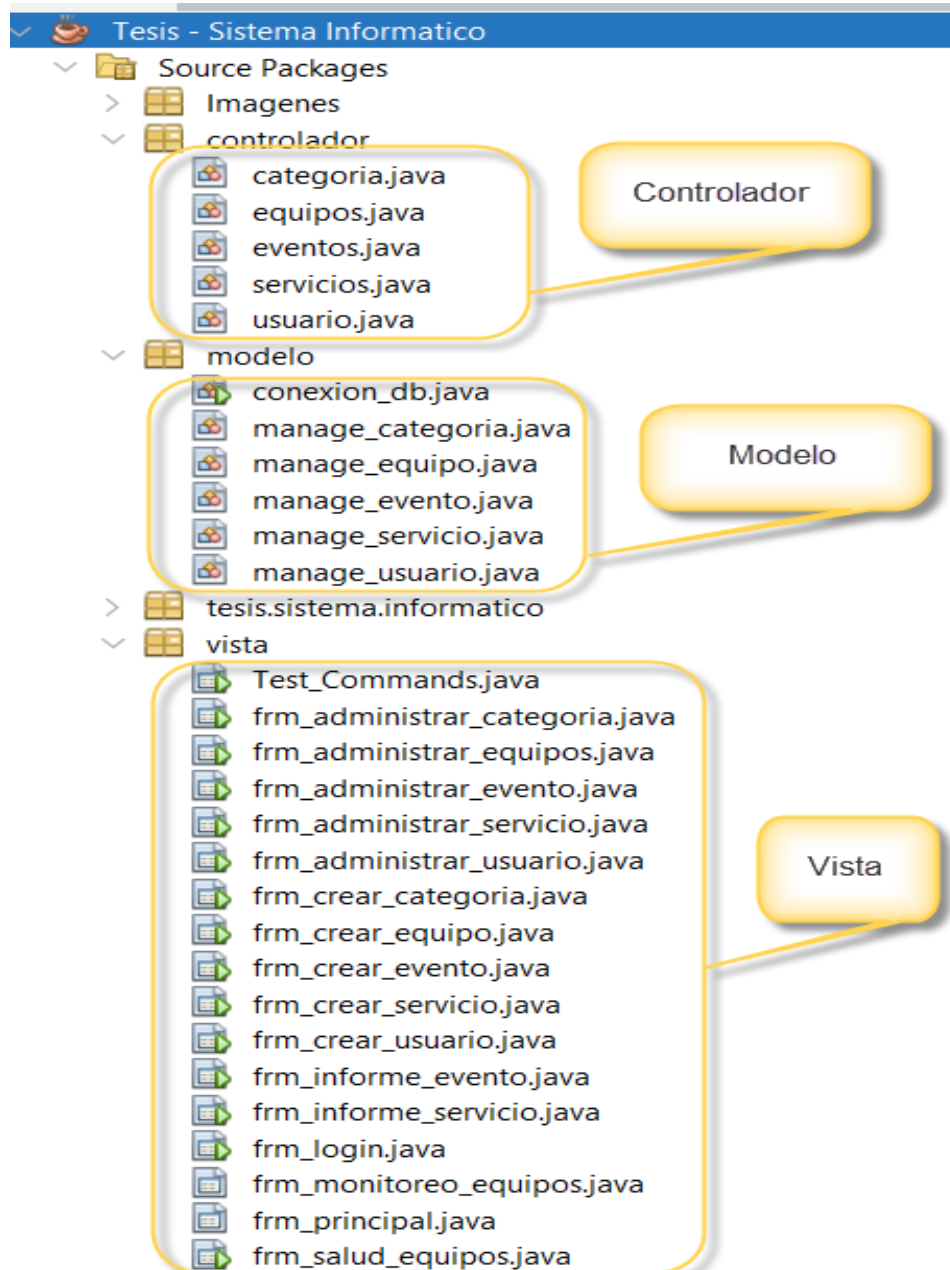 Tesis - Sistema Informatico
Source Packages
Imagenes
controlador
categoria.java
equipos.java
eventos.java
servicios.java
usuario.java
Controlador
modelo
conexion_db.java
manage_categoria.java
manage_equipo.java
manage_evento.java
manage_servicio.java
manage_usuario.java
Modelo
tesis.sistema.informatico
vista
Test_Commands.java
frm_administrar_categoria.java
frm_administrar_equipos.java
frm_administrar_evento.java
frm_administrar_servicio.java
frm_administrar_usuario.java
frm_crear_categoria.java
frm_crear_equipo.java
frm_crear_evento.java
frm_crear_servicio.java
frm_crear_usuario.java
frm_informe_evento.java
frm_informe_servicio.java
frm_login.java
frm_monitoreo_equipos.java
frm_principal.java
frm_salud_equipos.java
Vista